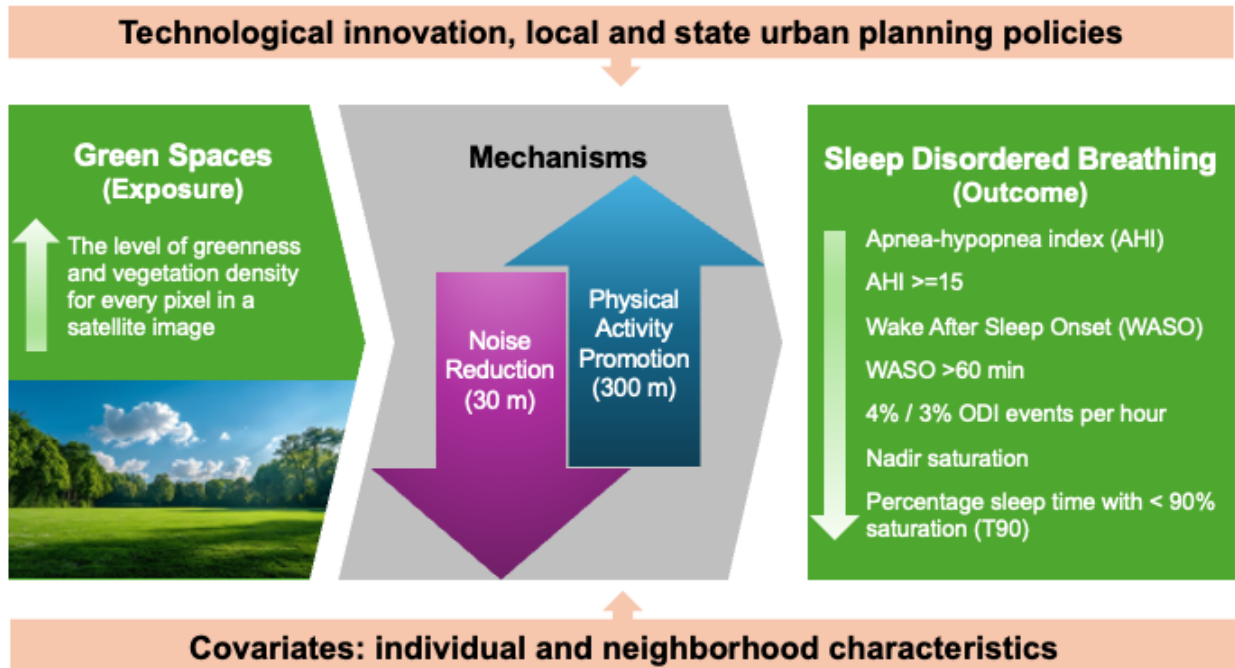 Technological innovation, local and state urban planning policies
Green Spaces
(Exposure)
The level of greenness
and vegetation density
for every pixel in a
satellite image
Mechanisms
Noise
Reduction
(30 m)
Physical
Activity
Promotion
(300 m)
Sleep Disordered Breathing
(Outcome)
Apnea-hypopnea index (AHI)
AHI >=15
Wake After Sleep Onset (WASO)
WASO >60 min
4% / 3% ODI events per hour
Nadir saturation
Percentage sleep time with < 90%
saturation (T90)
Covariates: individual and neighborhood characteristics